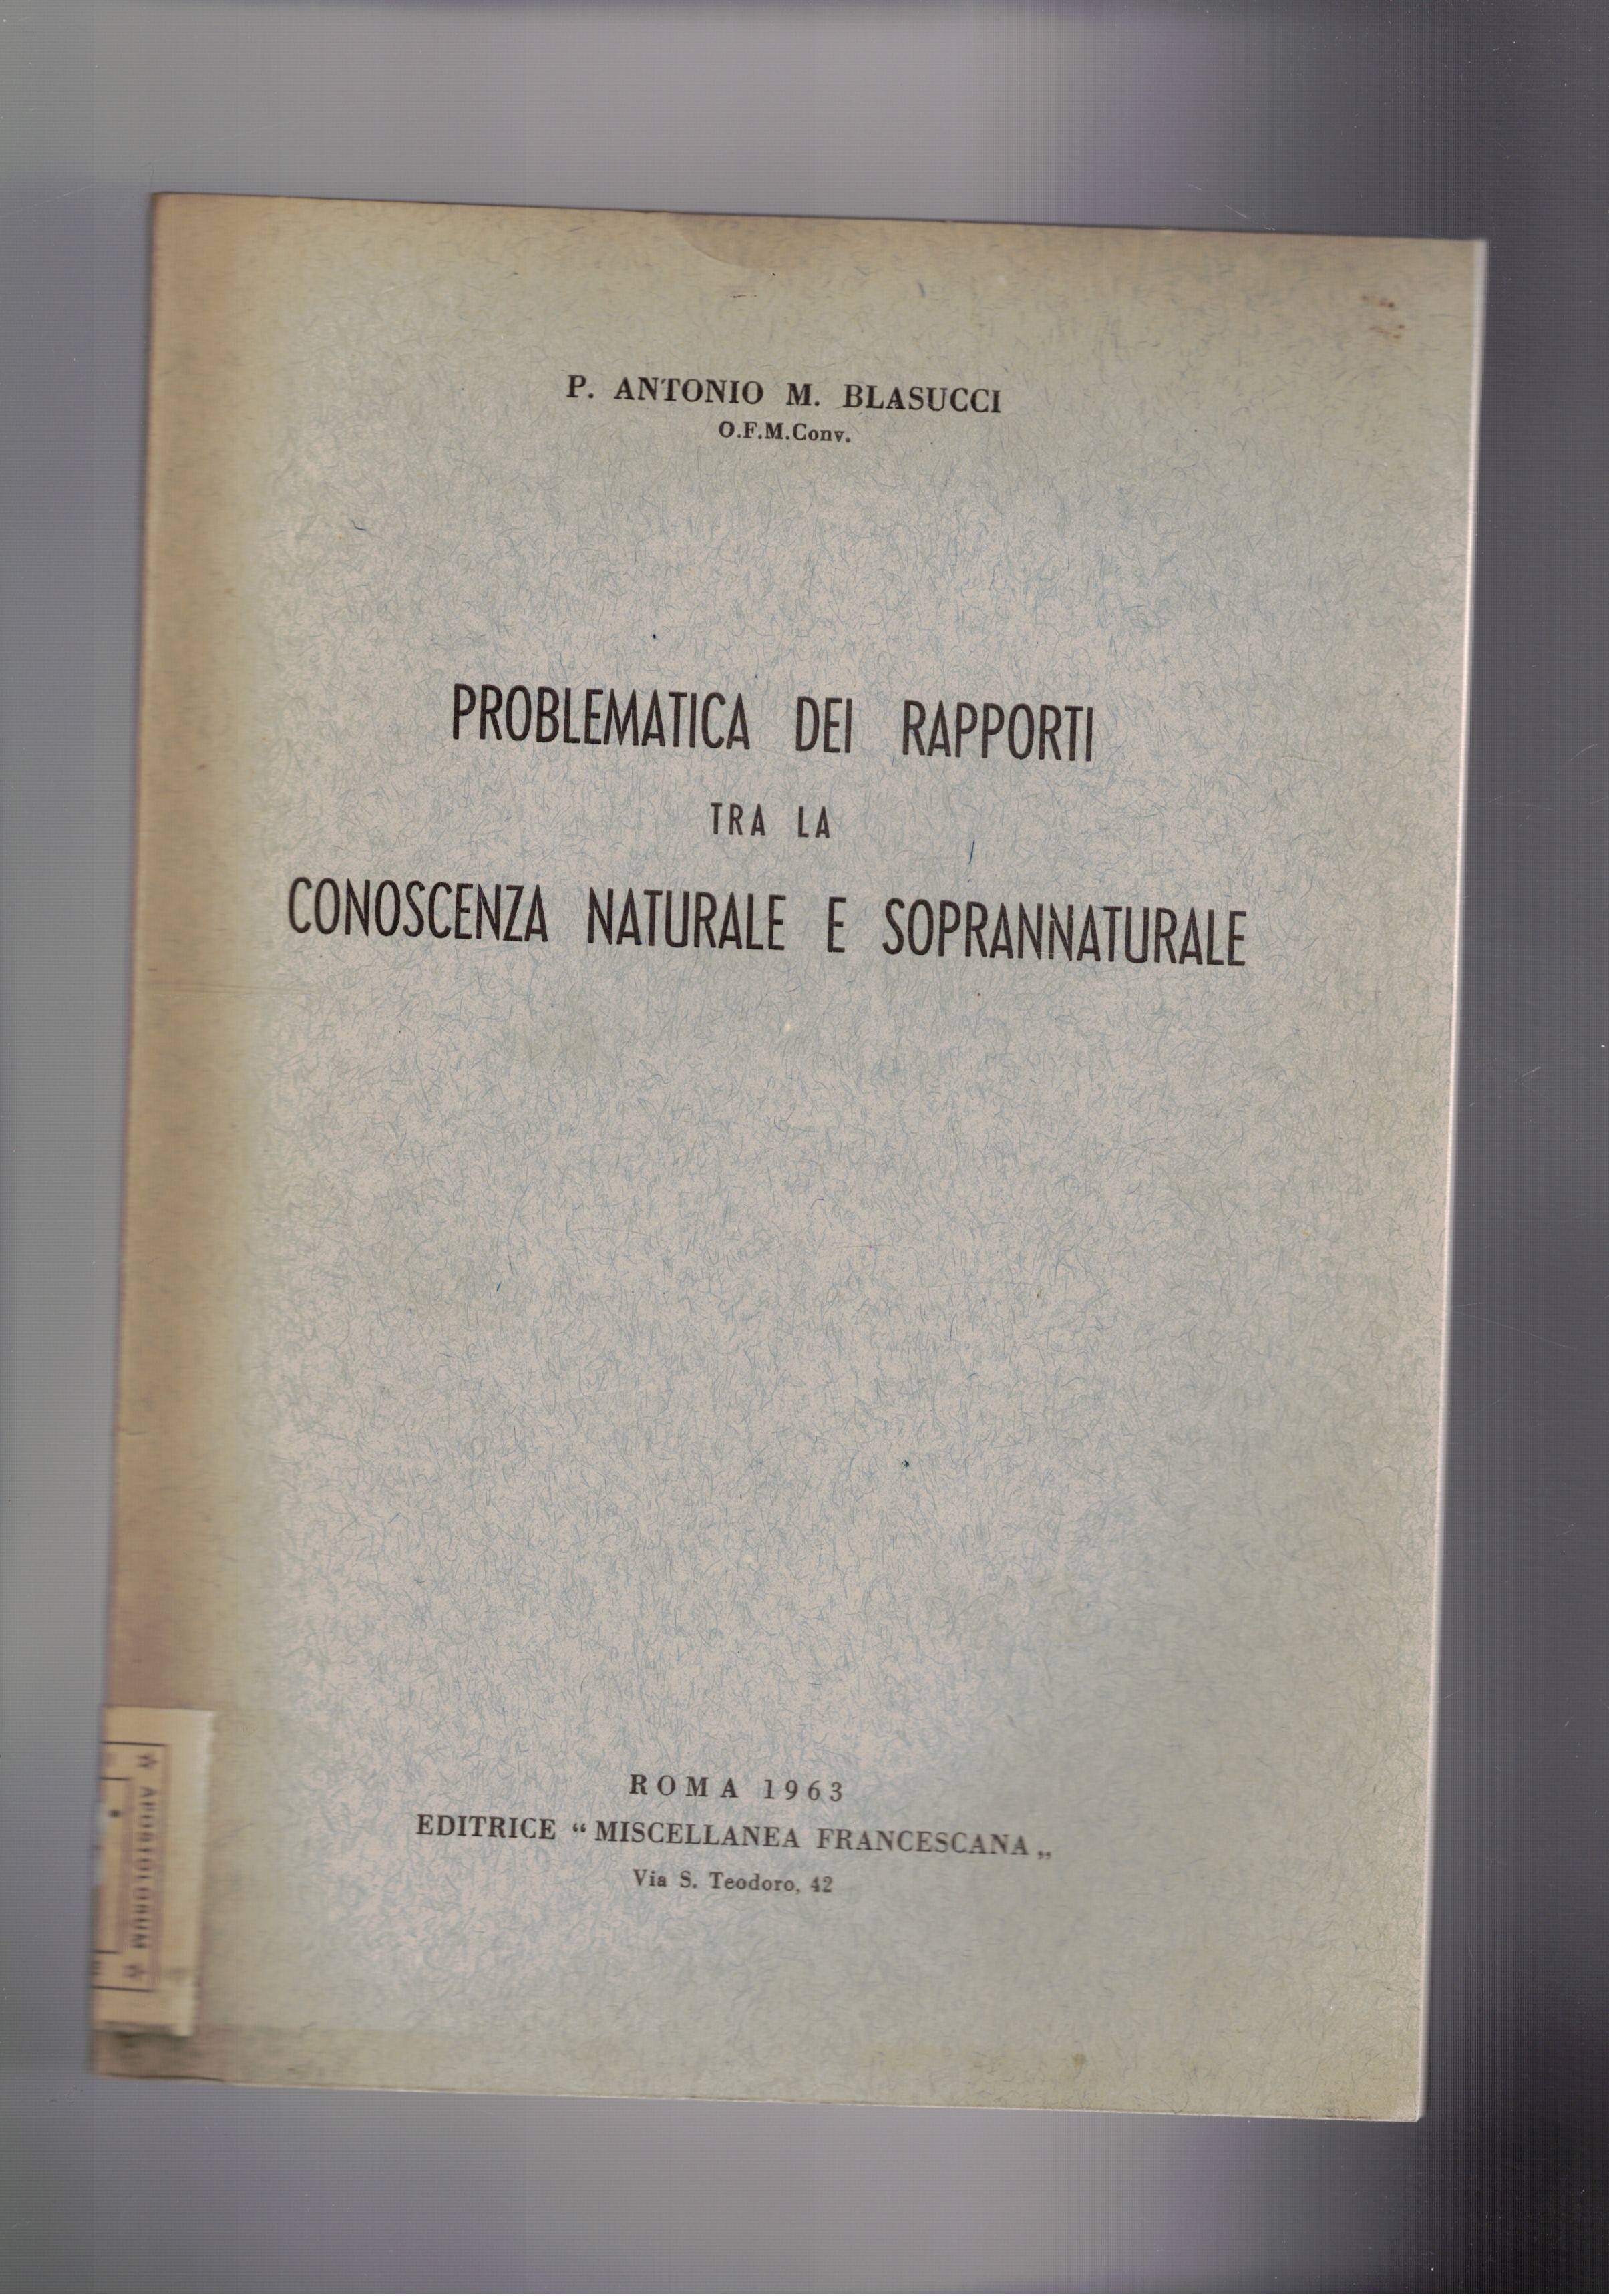 P. ANTONIO M. BLASUCCI
O.F.M.Conv.
PROBLEMATICA DEI RAPPORTI
TRA LA
CONOSCENZA NATURALE E SOPRANNATURALE
ROMA 1963
EDITRICE “MISCELLANEA FRANCESCANA„
Via S. Teodoro, 42
☆ APOSTOLORUM ☆